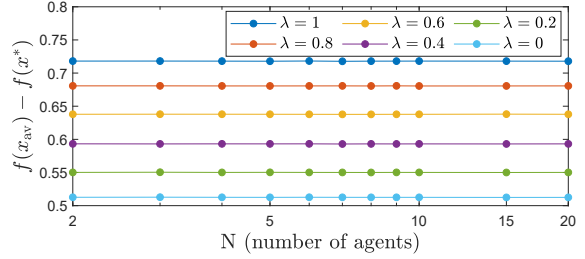 0.8
λ = 1 λ = 0.6 λ = 0.2
λ = 0.8 λ = 0.4 λ = 0
0.75
0.7
0.65
0.6
0.55
0.5
f(x_av) − f(x*)
2 5 10 15 20
N (number of agents)